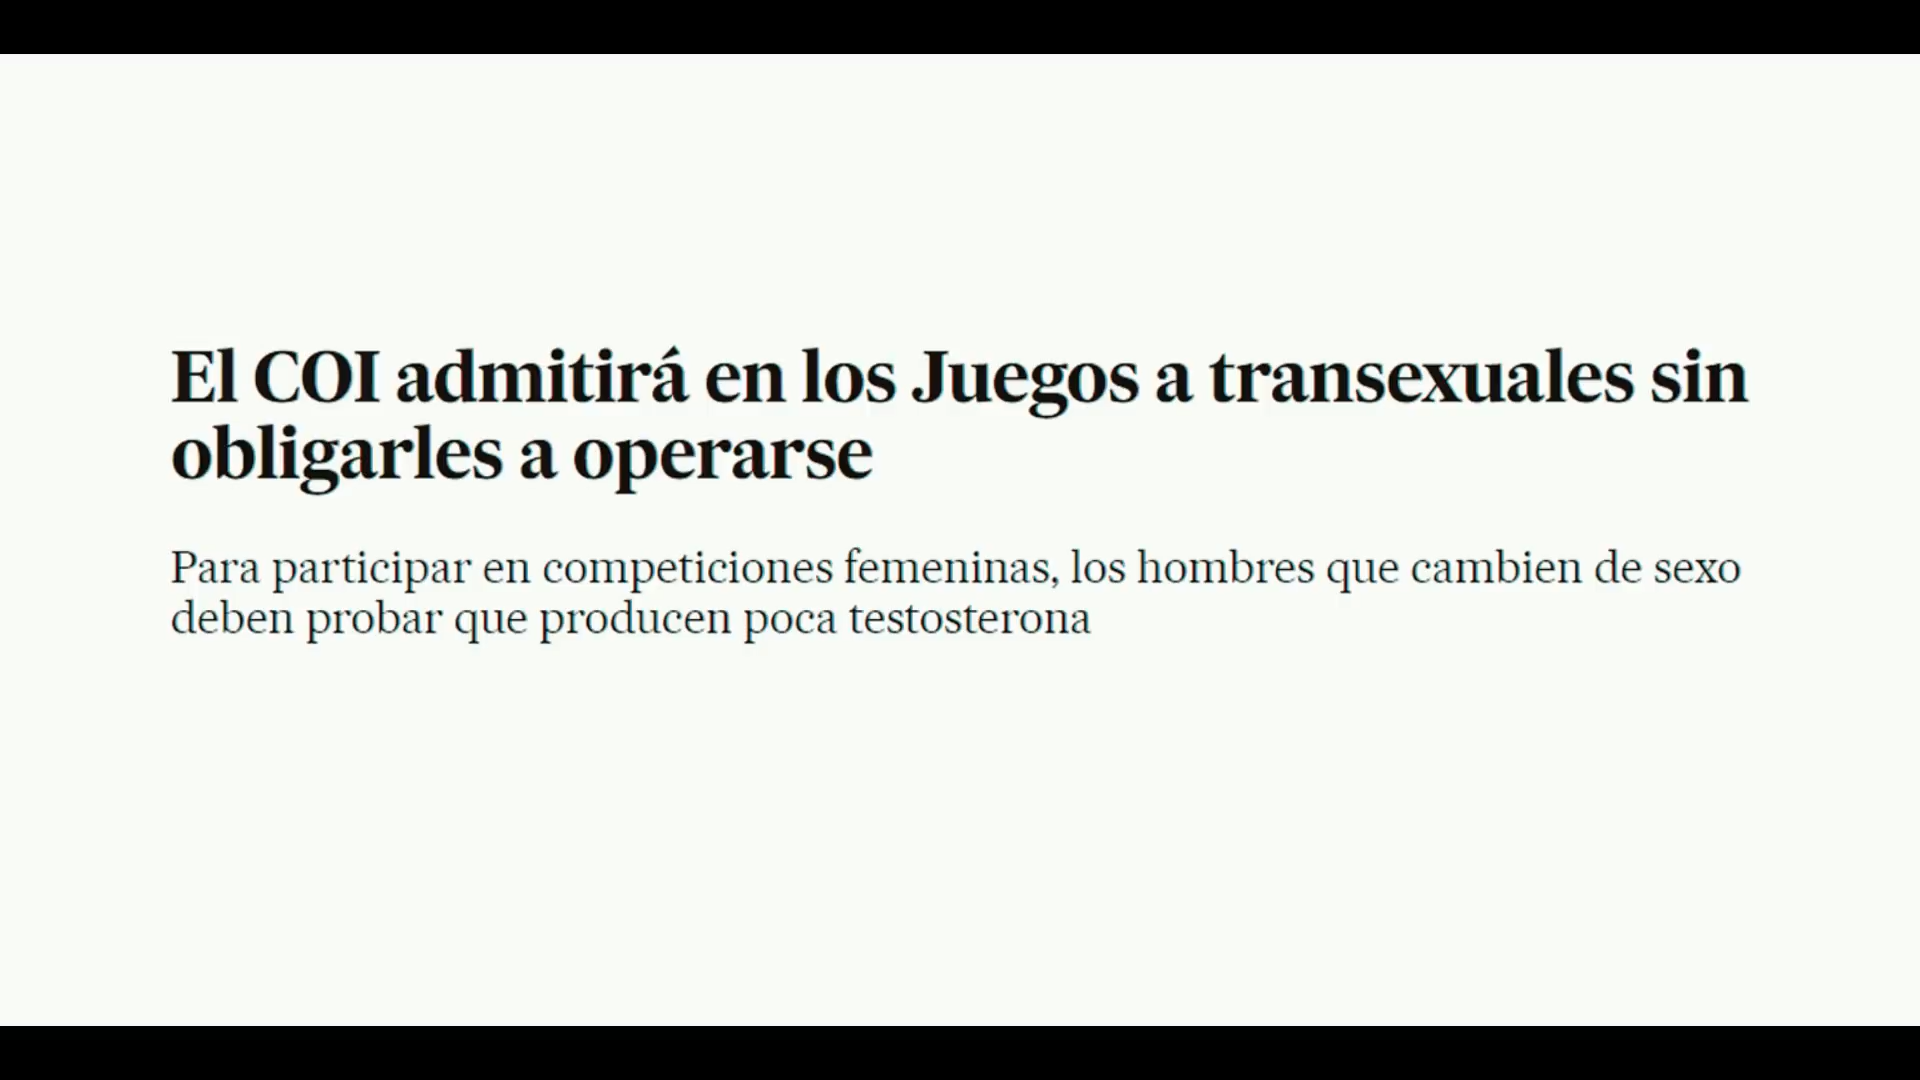 El COI admitirá en los Juegos a transexuales sin
obligarles a operarse
Para participar en competiciones femeninas, los hombres que cambien de sexo
deben probar que producen poca testosterona